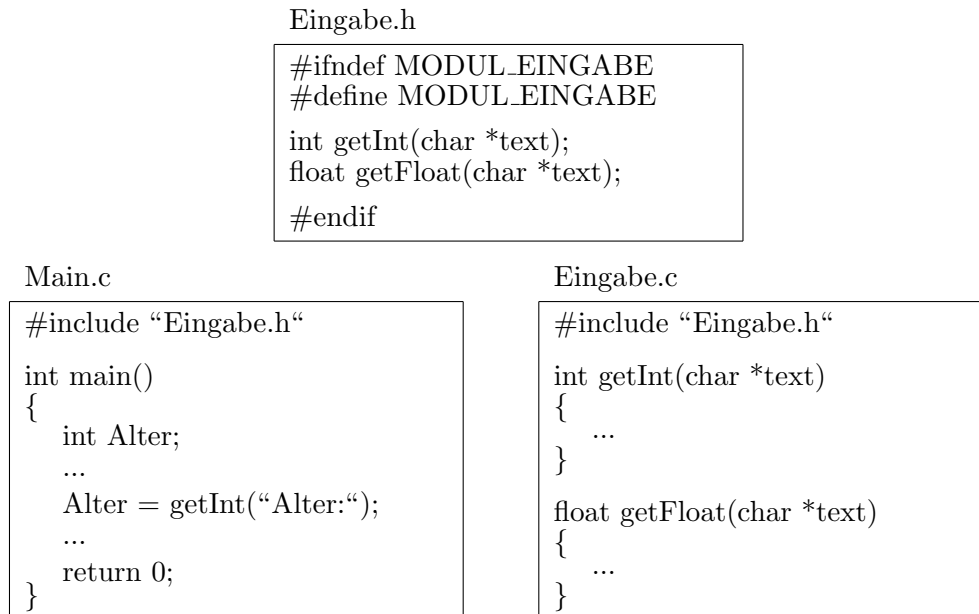 Eingabe.h
#ifndef MODUL_EINGABE
#define MODUL_EINGABE
int getInt(char *text);
float getFloat(char *text);
#endif
Main.c
#include “Eingabe.h“
int main()
{
int Alter;
...
Alter = getInt(“Alter:“);
...
return 0;
}
Eingabe.c
#include “Eingabe.h“
int getInt(char *text)
{
...
}
float getFloat(char *text)
{
...
}